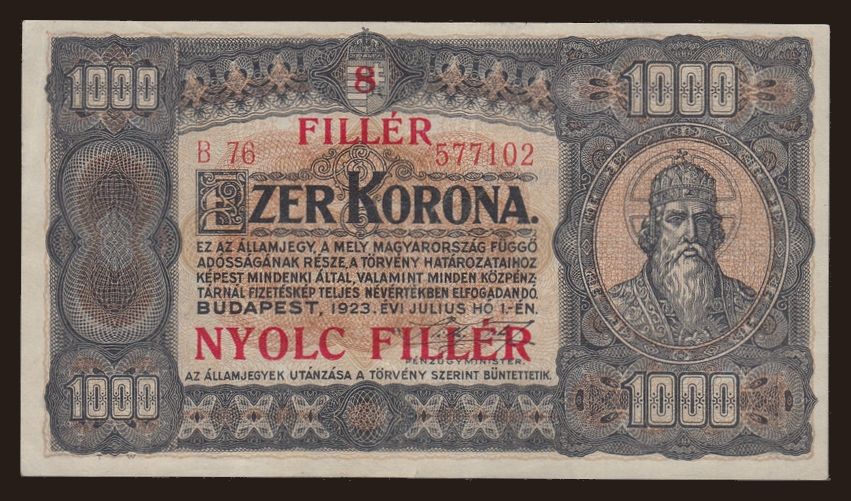 1000 8 1000
FILLÉR
B 76 577102
EZER KORONA.
EZ AZ ÁLLAMJEGY, A MELY MAGYARORSZÁG FÜGGŐ
ADÓSSÁGÁNAK RÉSZE, A TÖRVÉNY HATÁROZATAIHOZ
KÉPEST MINDENKI ÁLTAL, VALAMINT MINDEN KÖZPÉNZ-
TÁRNÁL FIZETÉSKÉP TELJES NÉVÉRTÉKBEN ELFOGADANDO.
BUDAPEST, 1923. ÉVI JULIUS HÓ 1.-ÉN.
NYOLC FILLÉR
PÉNZÜGYMINISTER.
AZ ÁLLAMJEGYEK UTÁNZÁSA A TÖRVÉNY SZERINT BÜNTETTETIK.
1000 1000